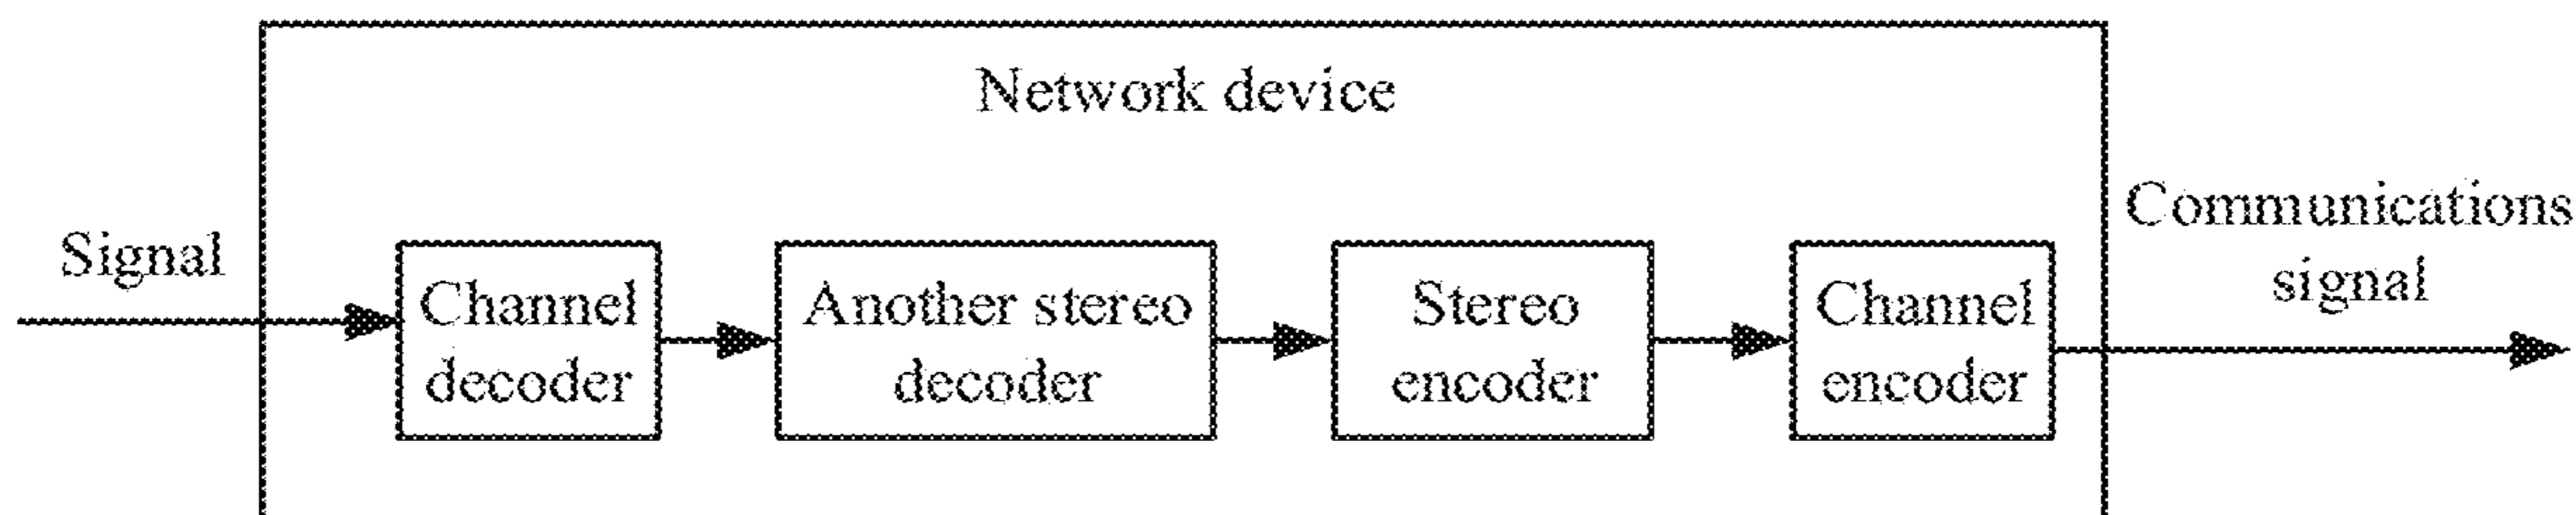 Network device
Signal
Channel
decoder
Another stereo
decoder
Stereo
encoder
Channel
encoder
Communications
signal